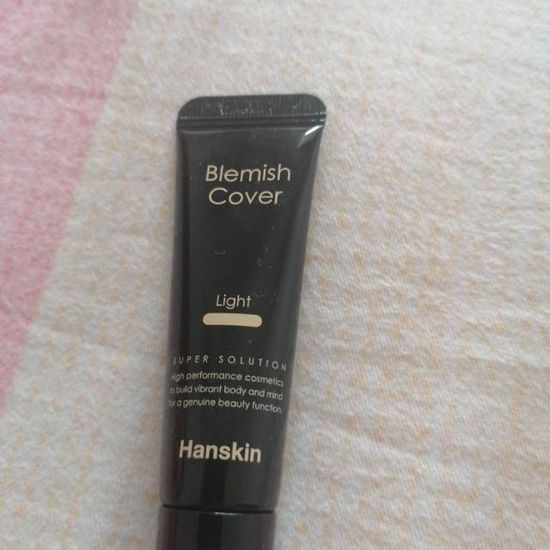 Blemish
Cover
Light
SUPER SOLUTION
High performance cosmetics
to build vibrant body and mind
for a genuine beauty function.
Hanskin